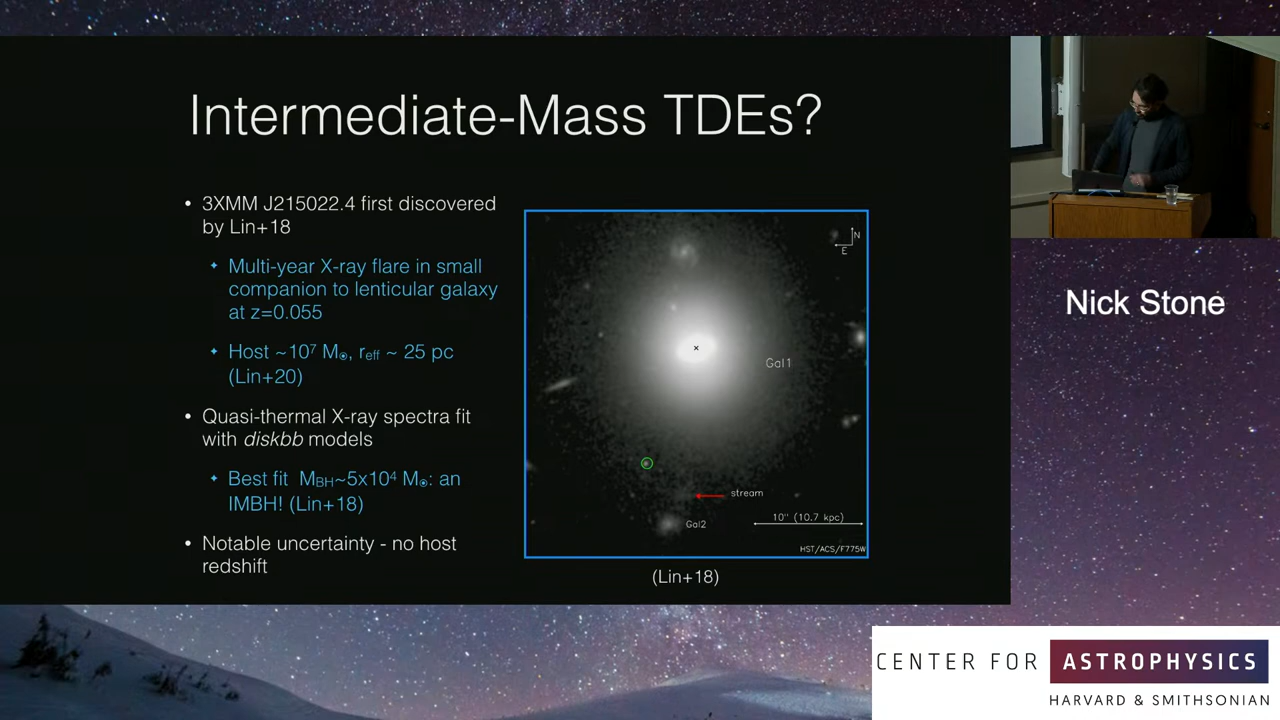 Intermediate-Mass TDEs?
• 3XMM J215022.4 first discovered
by Lin+18
✦ Multi-year X-ray flare in small
companion to lenticular galaxy
at z=0.055
✦ Host ~10⁷ M⊙, reff ~ 25 pc
(Lin+20)
• Quasi-thermal X-ray spectra fit
with diskbb models
✦ Best fit MBH~5x10⁴ M⊙: an
IMBH! (Lin+18)
• Notable uncertainty - no host
redshift
N
E
Gal1
stream
10" (10.7 kpc)
Gal2
HST/ACS/F775W
(Lin+18)
Nick Stone
CENTER FOR ASTROPHYSICS
HARVARD & SMITHSONIAN